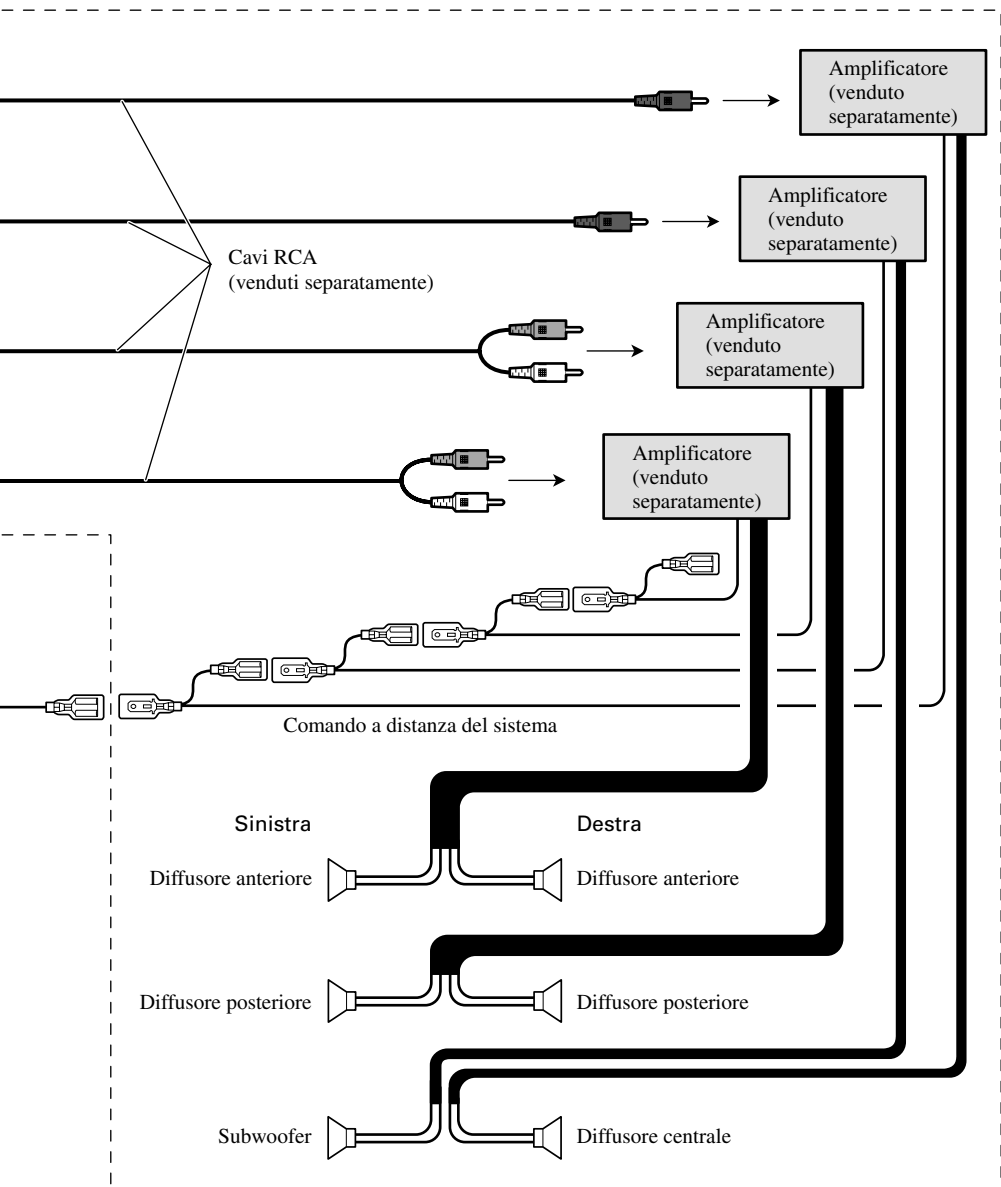 Amplificatore
(venduto
separatamente)
Amplificatore
(venduto
separatamente)
Cavi RCA
(venduti separatamente)
Amplificatore
(venduto
separatamente)
Amplificatore
(venduto
separatamente)
Comando a distanza del sistema
Sinistra
Destra
Diffusore anteriore
Diffusore anteriore
Diffusore posteriore
Diffusore posteriore
Subwoofer
Diffusore centrale